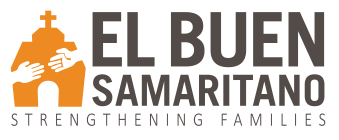 EL BUEN
SAMARITANO
STRENGTHENING FAMILIES